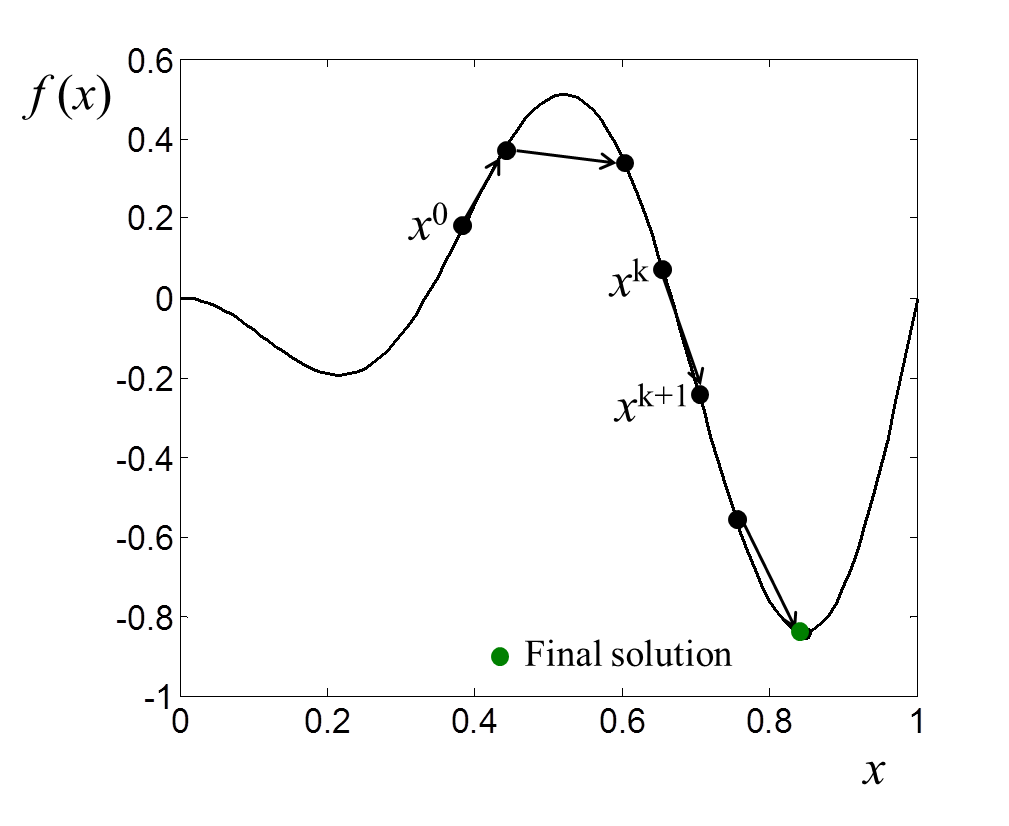 0.6
f (x)
0.4
x⁰
0.2
xᵏ
0
-0.2
xᵏ⁺¹
-0.4
-0.6
-0.8
Final solution
-1
0 0.2 0.4 0.6 0.8 1
x